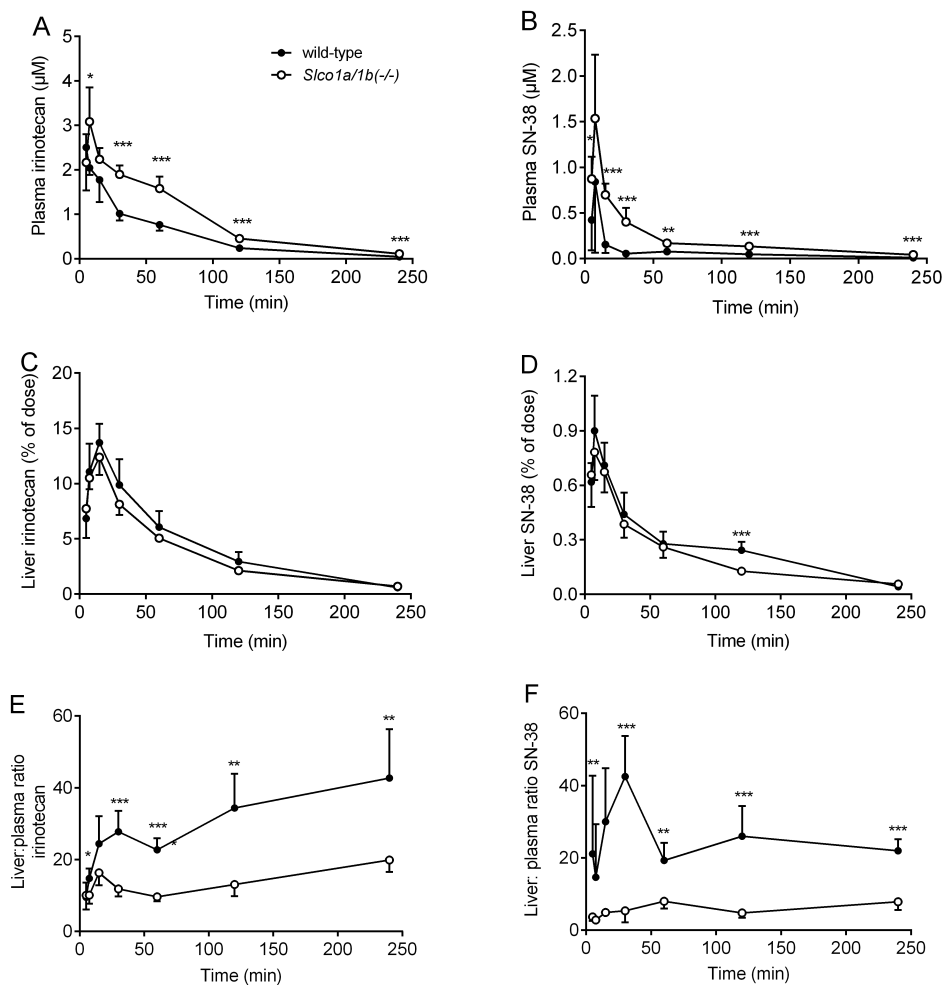 A
5
4
3
2
1
0
Plasma irinotecan (μM)
*
***
***
***
***
wild-type
Slco1a/1b(-/-)
0 50 100 150 200 250
Time (min)
B
2.5
2.0
1.5
1.0
0.5
0.0
Plasma SN-38 (μM)
*
***
***
**
***
***
0 50 100 150 200 250
Time (min)
C
20
15
10
5
0
Liver irinotecan (% of dose)
0 50 100 150 200 250
Time (min)
D
1.2
0.9
0.6
0.3
0.0
Liver SN-38 (% of dose)
***
0 50 100 150 200 250
Time (min)
E
60
40
20
0
Liver:plasma ratio
irinotecan
*
***
***
*
**
**
0 50 100 150 200 250
Time (min)
F
60
40
20
0
Liver: plasma ratio SN-38
**
***
**
***
***
0 50 100 150 200 250
Time (min)